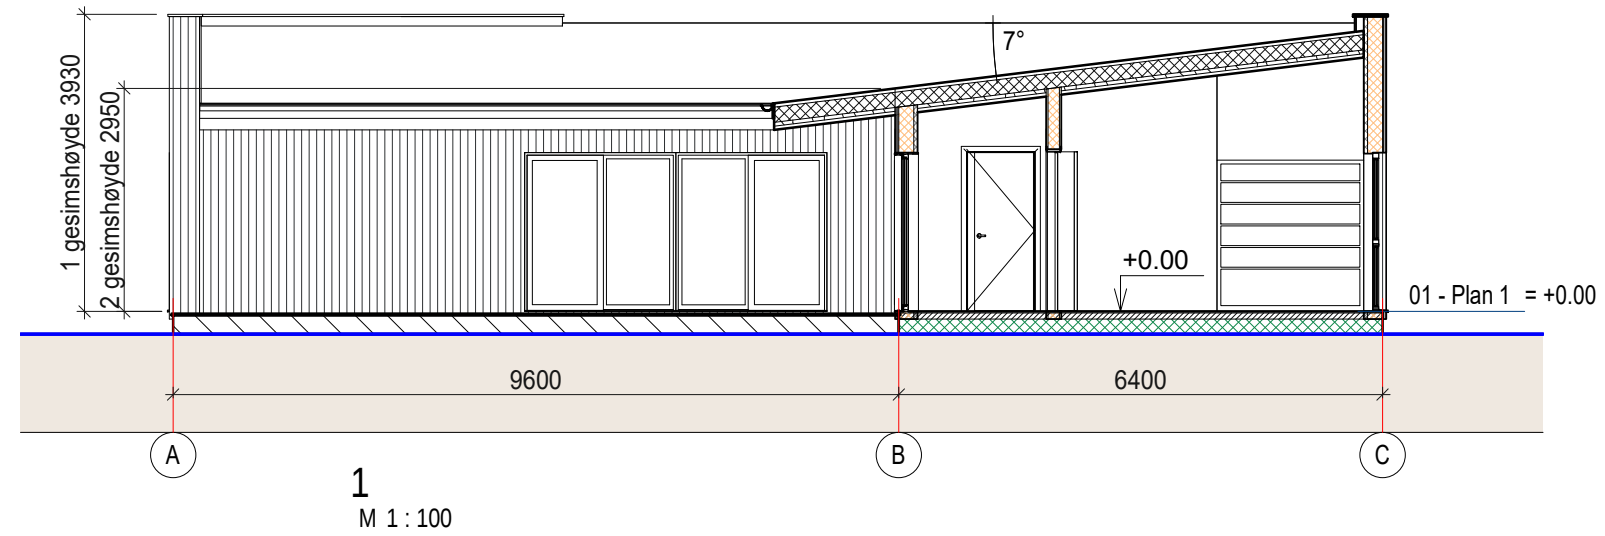 1 gesimshøyde 3930
2 gesimshøyde 2950
7°
+0.00
01 - Plan 1 = +0.00
9600
6400
A
B
C
1
M 1 : 100